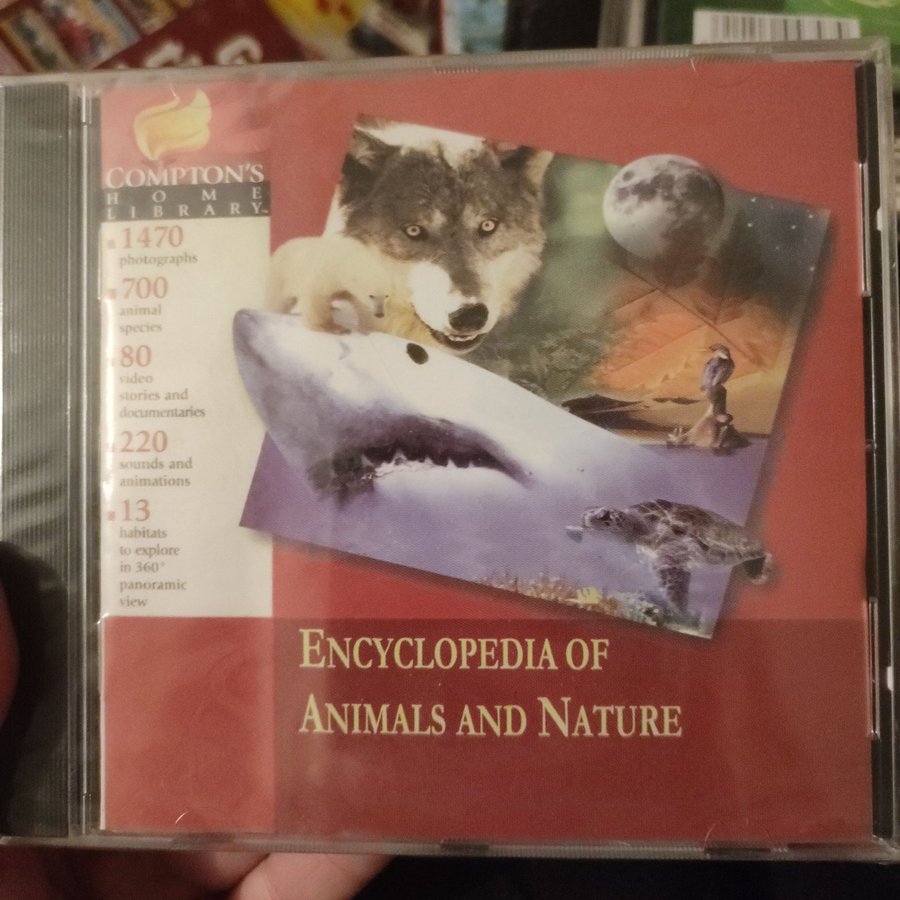 COMPTON'S
HOME
LIBRARY™
1470
photographs
700
animal
species
80
video
stories and
documentaries
220
sounds and
animations
13
habitats
to explore
in 360°
panoramic
view
ENCYCLOPEDIA OF
ANIMALS AND NATURE